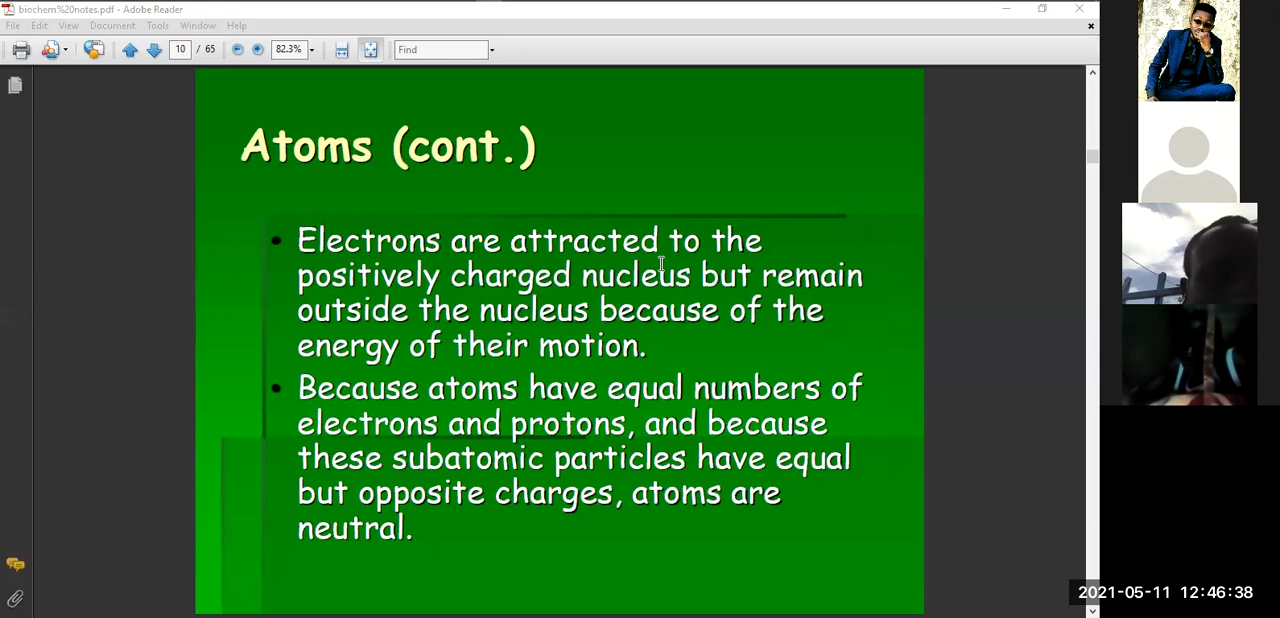 biochem%20notes.pdf - Adobe Reader
File Edit View Document Tools Window Help
10 / 65 82.3% Find
Atoms (cont.)
• Electrons are attracted to the
positively charged nucleus but remain
outside the nucleus because of the
energy of their motion.
• Because atoms have equal numbers of
electrons and protons, and because
these subatomic particles have equal
but opposite charges, atoms are
neutral.
2021-05-11 12:46:38